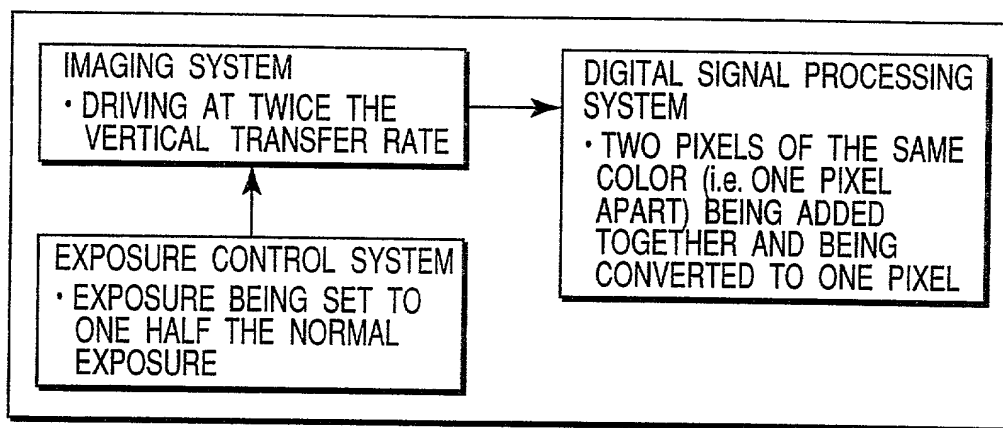 IMAGING SYSTEM
· DRIVING AT TWICE THE
VERTICAL TRANSFER RATE
EXPOSURE CONTROL SYSTEM
· EXPOSURE BEING SET TO
ONE HALF THE NORMAL
EXPOSURE
DIGITAL SIGNAL PROCESSING
SYSTEM
· TWO PIXELS OF THE SAME
COLOR (i.e. ONE PIXEL
APART) BEING ADDED
TOGETHER AND BEING
CONVERTED TO ONE PIXEL